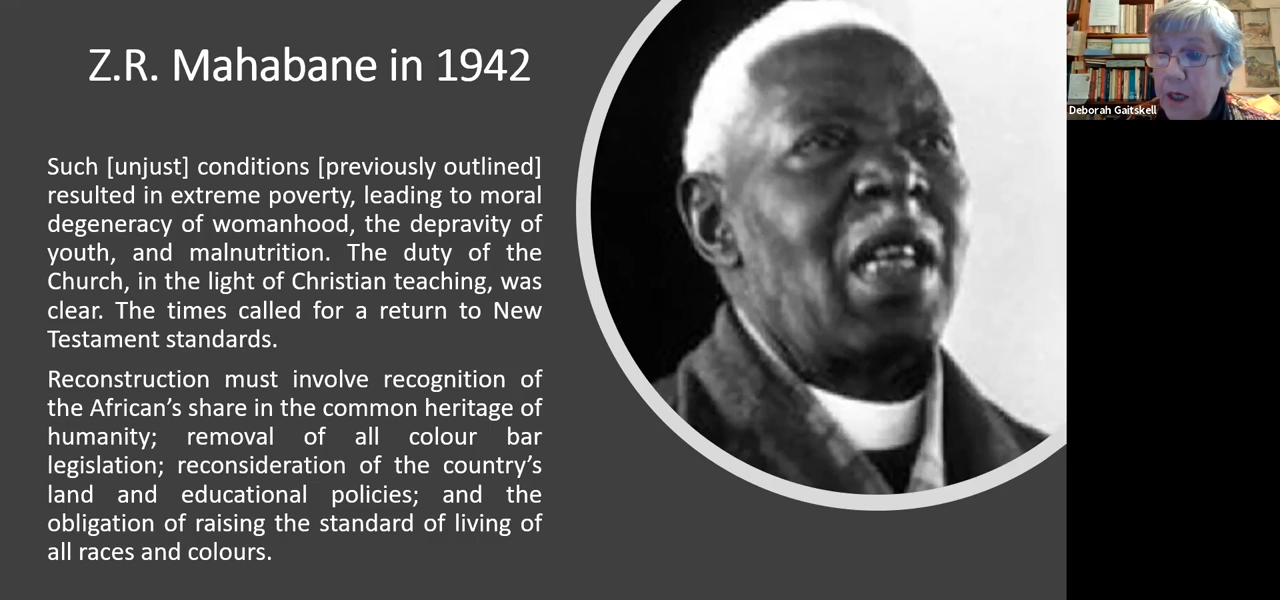 Z.R. Mahabane in 1942
Such [unjust] conditions [previously outlined]
resulted in extreme poverty, leading to moral
degeneracy of womanhood, the depravity of
youth, and malnutrition. The duty of the
Church, in the light of Christian teaching, was
clear. The times called for a return to New
Testament standards.
Reconstruction must involve recognition of
the African’s share in the common heritage of
humanity; removal of all colour bar
legislation; reconsideration of the country’s
land and educational policies; and the
obligation of raising the standard of living of
all races and colours.
Deborah Gaitskell